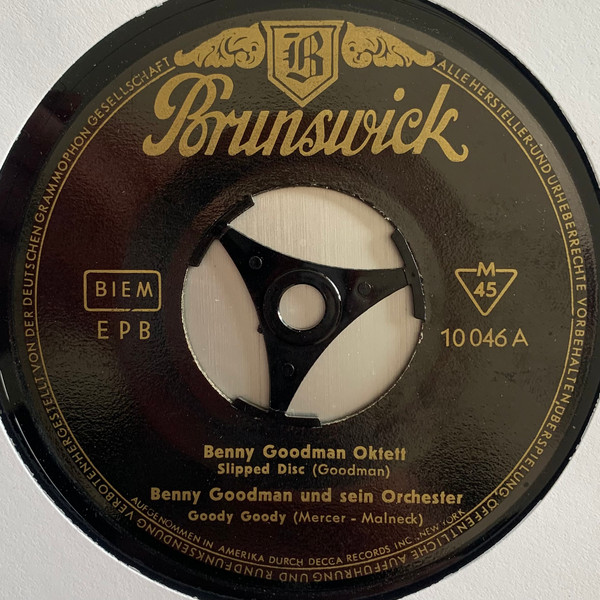 B
Brunswick
HERGESTELLT VON DER DEUTSCHEN GRAMMOPHON GESELLSCHAFT
ALLE HERSTELLER UND URHEBERRECHTE VORBEHALTEN
ÜBERSPIELUNG, ÖFFENTLICHE AUFFÜHRUNG UND RUNDFUNKSENDUNG VERBOTEN
BIEM
EPB
M
45
10 046 A
Benny Goodman Oktett
Slipped Disc (Goodman)
Benny Goodman und sein Orchester
Goody Goody (Mercer - Malneck)
AUFGENOMMEN IN AMERIKA DURCH DECCA RECORDS INC., NEW YORK